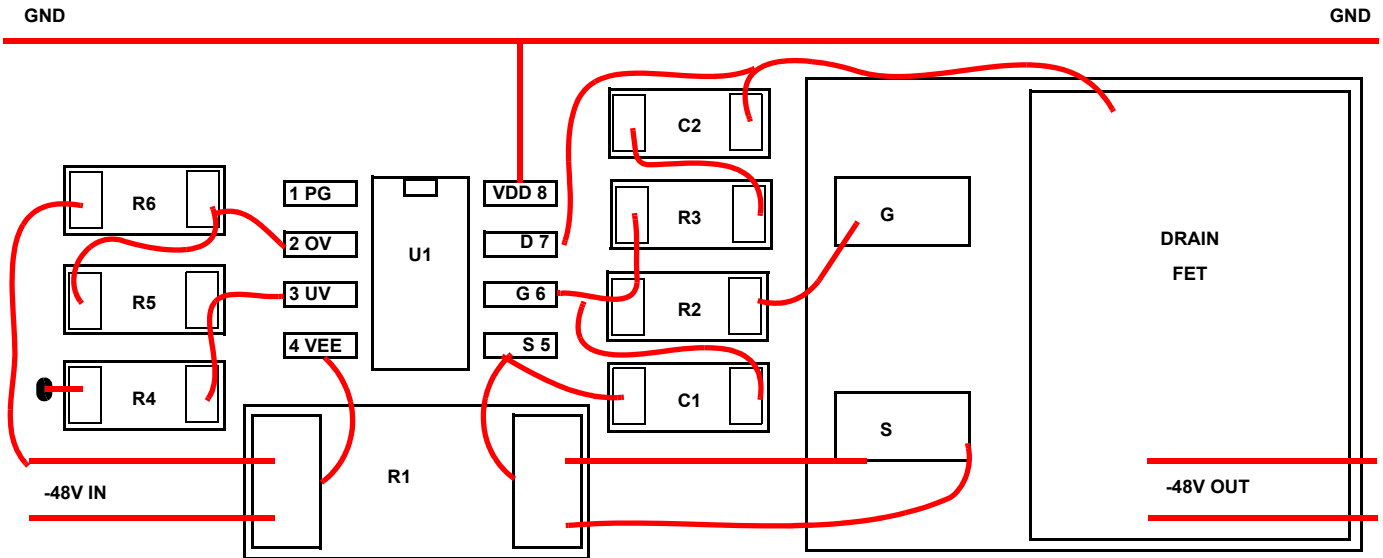 GND
GND
C2
R6
1 PG
VDD 8
R3
G
2 OV
U1
D 7
DRAIN
FET
R5
3 UV
G 6
R2
4 VEE
S 5
R4
C1
S
R1
-48V IN
-48V OUT